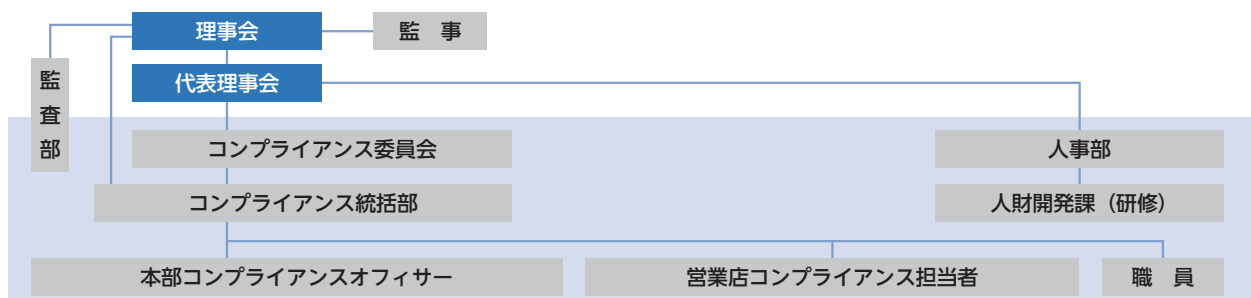 理事会
監　事
代表理事会
監査部
コンプライアンス委員会
人事部
コンプライアンス統括部
人財開発課（研修）
本部コンプライアンスオフィサー
営業店コンプライアンス担当者
職　員